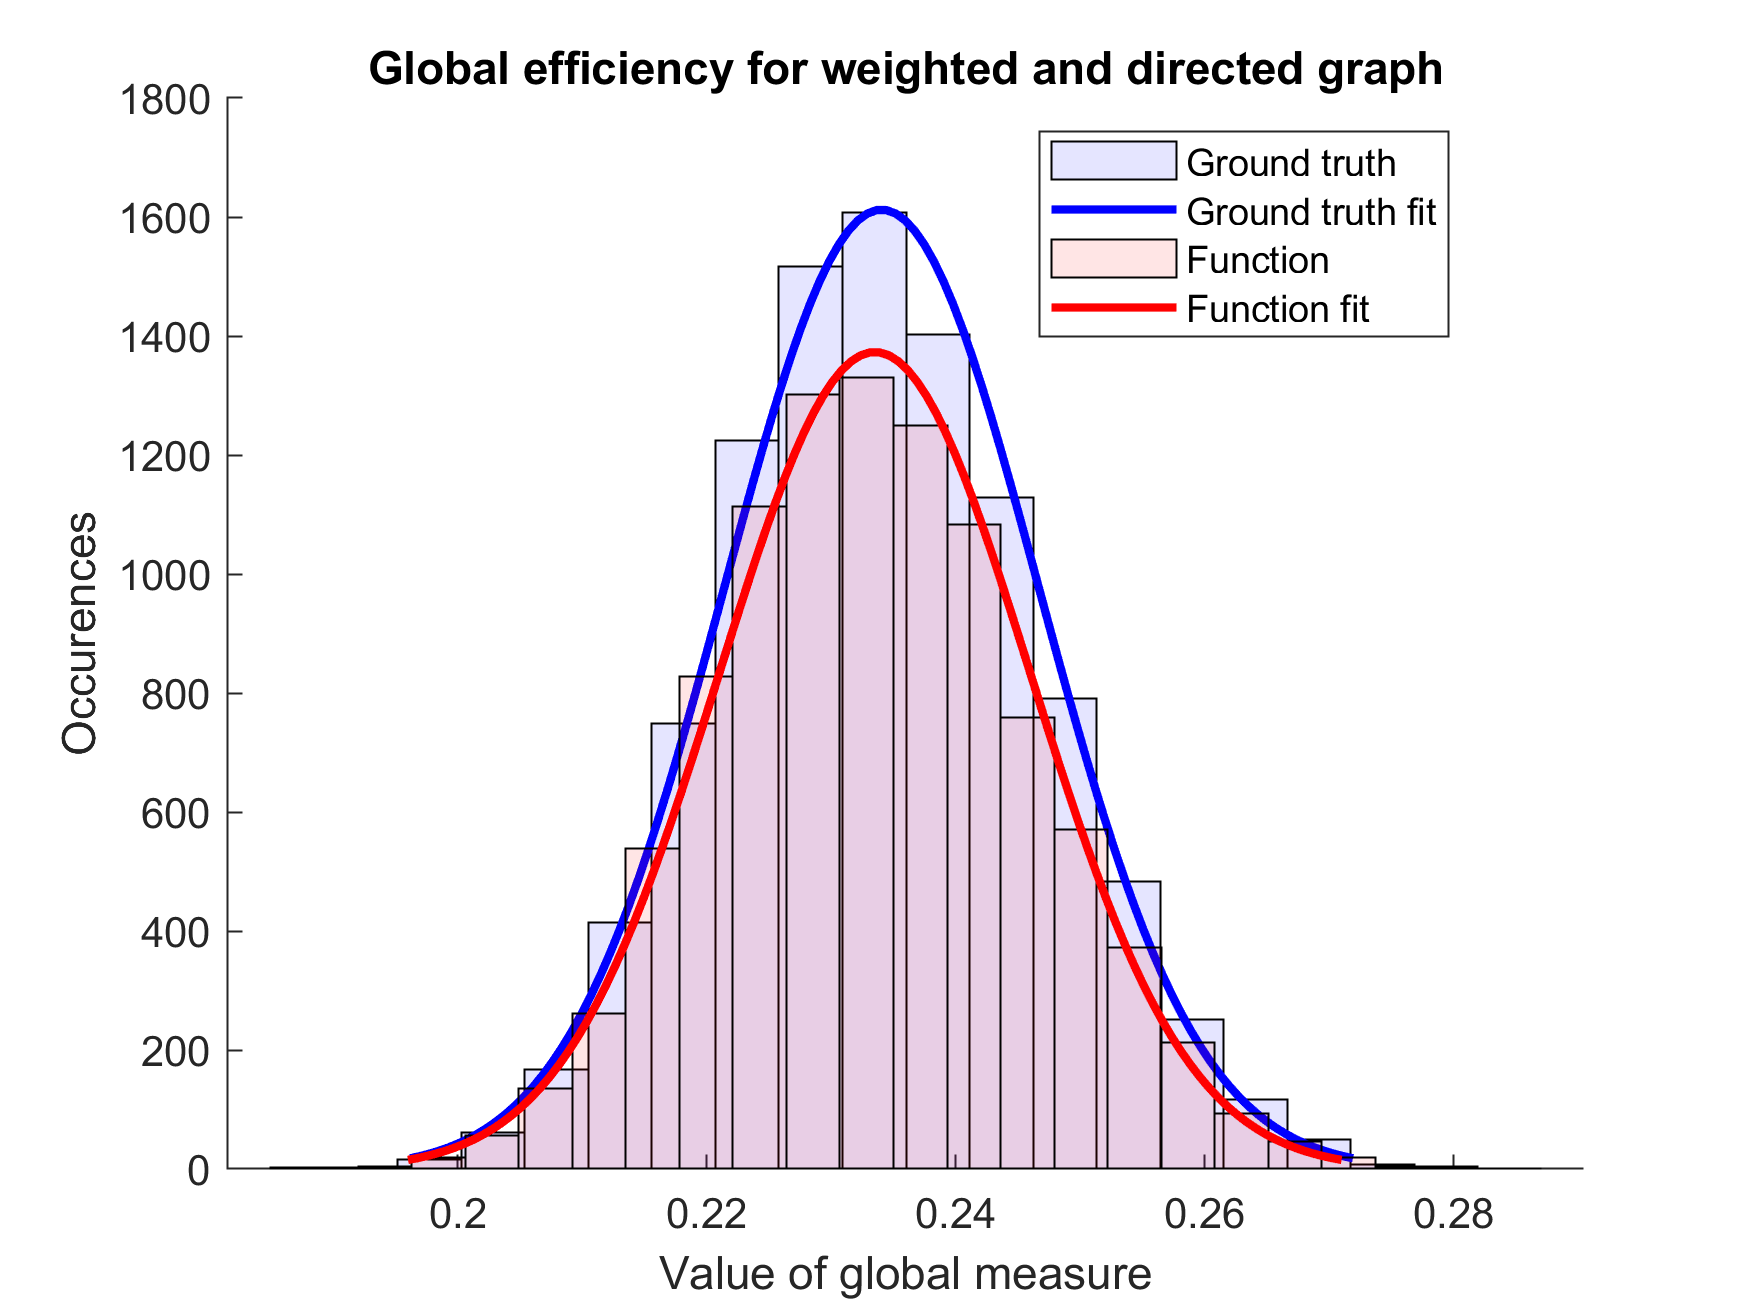 Global efficiency for weighted and directed graph
1800
1600
1400
1200
1000
800
600
400
200
0
Occurences
Ground truth
Ground truth fit
Function
Function fit
0.2 0.22 0.24 0.26 0.28
Value of global measure